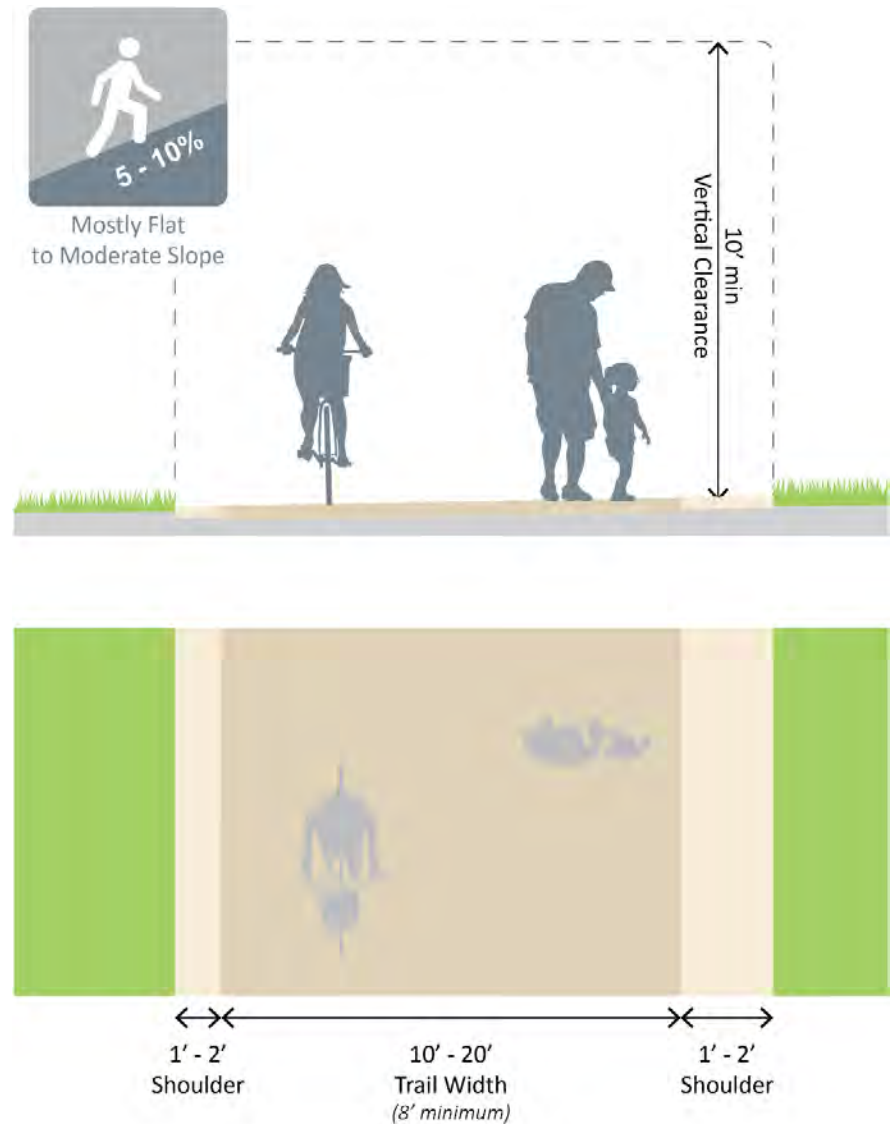 5 - 10%
Mostly Flat
to Moderate Slope
10’ min
Vertical Clearance
1’ - 2’
Shoulder
10’ - 20’
Trail Width
(8’ minimum)
1’ - 2’
Shoulder